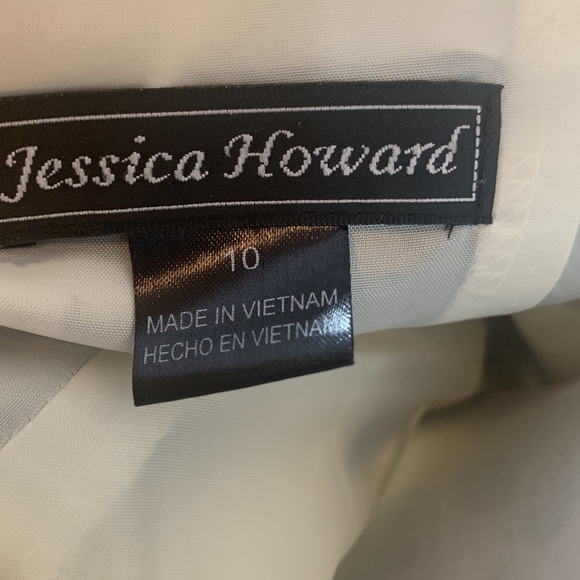 Jessica Howard
10
MADE IN VIETNAM
HECHO EN VIETNAM